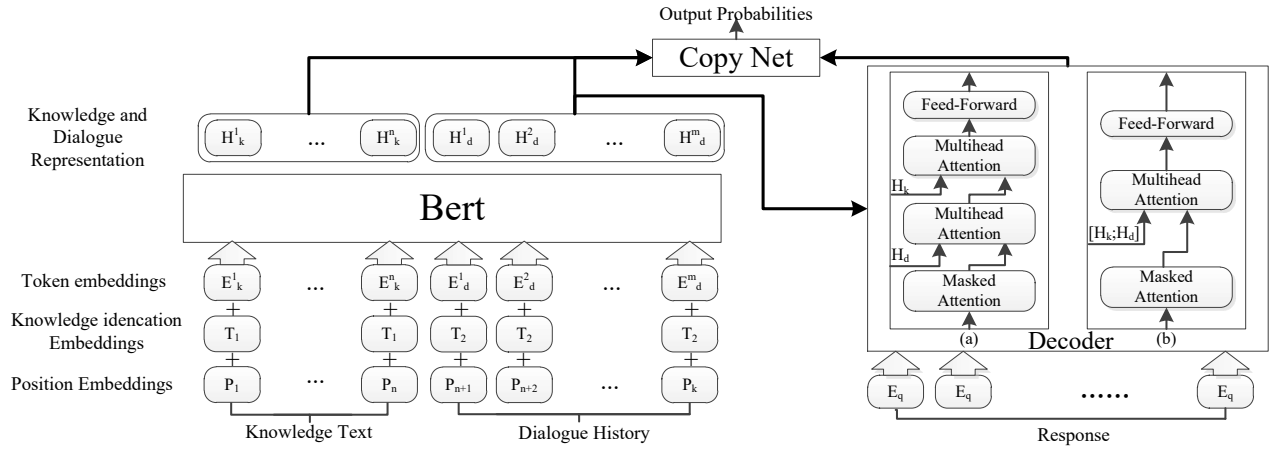 Output Probabilities
Copy Net
Knowledge and
Dialogue
Representation
H¹ₖ ... Hⁿₖ H¹d H²d ... Hᵐd
Bert
Token embeddings
E¹ₖ ... Eⁿₖ E¹d E²d ... Eᵐd
+ + + + +
Knowledge idencation
Embeddings
T₁ T₁ T₂ T₂ T₂
+ + + + +
Position Embeddings
P₁ ... Pₙ Pₙ₊₁ Pₙ₊₂ ... Pₖ
Knowledge Text
Dialogue History
Feed-Forward
Multihead
Attention
Hₖ
Multihead
Attention
Hd
Masked
Attention
(a)
Feed-Forward
Multihead
Attention
[Hₖ;Hd]
Masked
Attention
(b)
Decoder
Eq Eq ...... Eq
Response